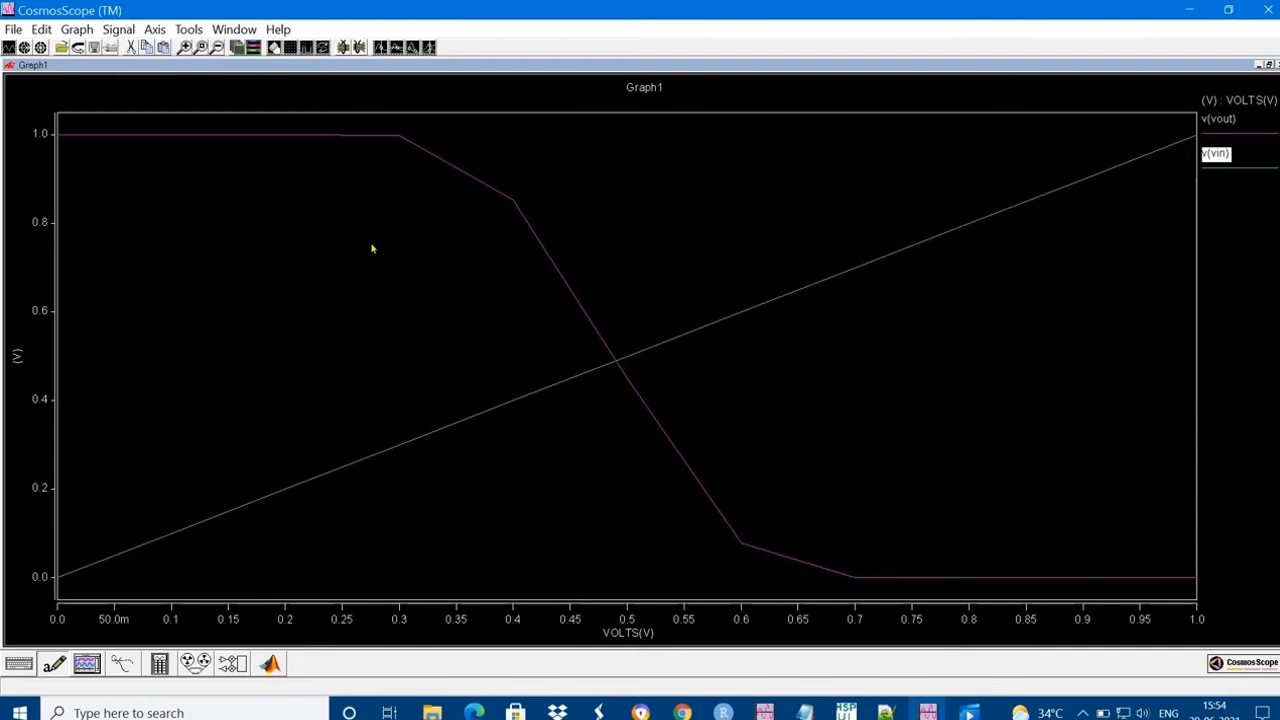 CosmosScope (TM)
File Edit Graph Signal Axis Tools Window Help
Graph1
Graph1
(V) : VOLTS(V)
v(vout)
v(vin)
1.0
0.8
0.6
(V)
0.4
0.2
0.0
0.0 50.0m 0.1 0.15 0.2 0.25 0.3 0.35 0.4 0.45 0.5 0.55 0.6 0.65 0.7 0.75 0.8 0.85 0.9 0.95 1.0
VOLTS(V)
CosmosScope
Type here to search
34°C
ENG
15:54